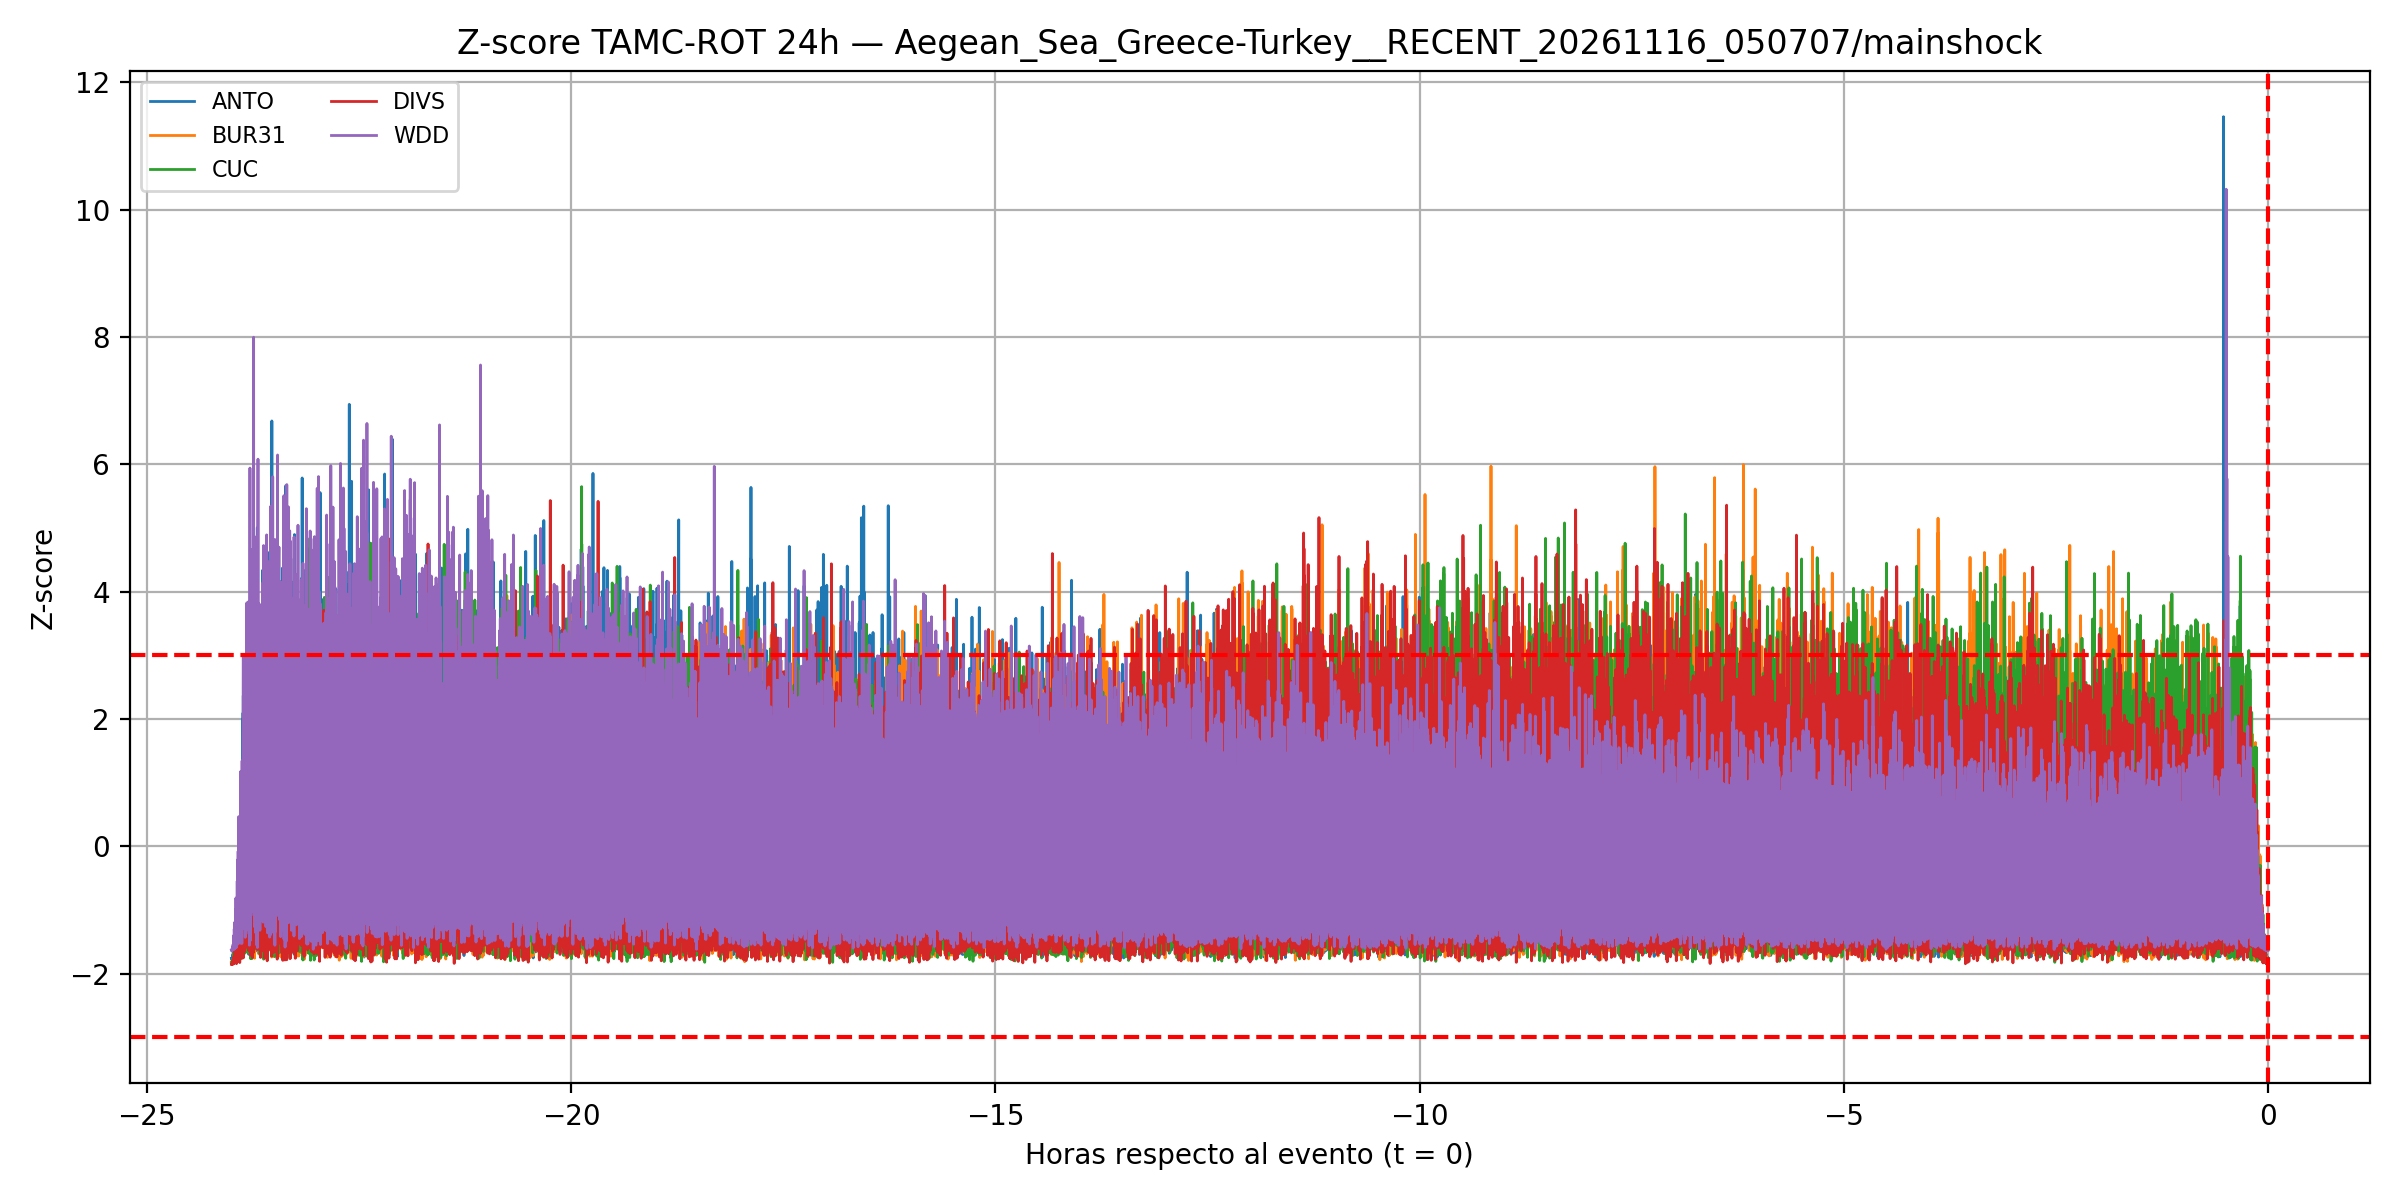 Z-score TAMC-ROT 24h — Aegean_Sea_Greece-Turkey__RECENT_20261116_050707/mainshock
ANTO
BUR31
CUC
DIVS
WDD
12
10
8
6
4
2
0
−2
Z-score
−25
−20
−15
−10
−5
0
Horas respecto al evento (t = 0)